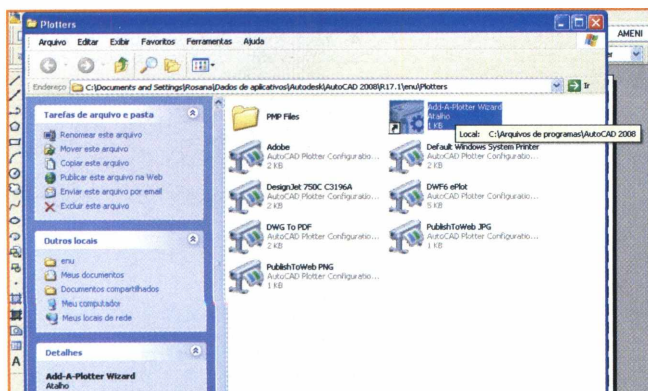 Plotters
AMENI
Arquivo Editar Exibir Favoritos Ferramentas Ajuda
Endereço C:\Documents and Settings\Rosana\Dados de aplicativos\Autodesk\AutoCAD 2008\R17.1\enu\Plotters Ir
Tarefas de arquivo e pasta
Renomear este arquivo
Mover este arquivo
Copiar este arquivo
Publicar este arquivo na Web
Enviar este arquivo por email
Excluir este arquivo
Outros locais
enu
Meus documentos
Documentos compartilhados
Meu computador
Meus locais de rede
Detalhes
Add-A-Plotter Wizard
Atalho
PMP Files
Add-A-Plotter Wizard
Atalho
1 KB
Local: C:\Arquivos de programas\AutoCAD 2008
Adobe
AutoCAD Plotter Configuratio...
2 KB
Default Windows System Printer
AutoCAD Plotter Configuratio...
2 KB
DesignJet 750C C3196A
AutoCAD Plotter Configuratio...
2 KB
DWF6 ePlot
AutoCAD Plotter Configuratio...
5 KB
DWG To PDF
AutoCAD Plotter Configuratio...
2 KB
PublishToWeb JPG
AutoCAD Plotter Configuratio...
1 KB
PublishToWeb PNG
AutoCAD Plotter Configuratio...
1 KB
A